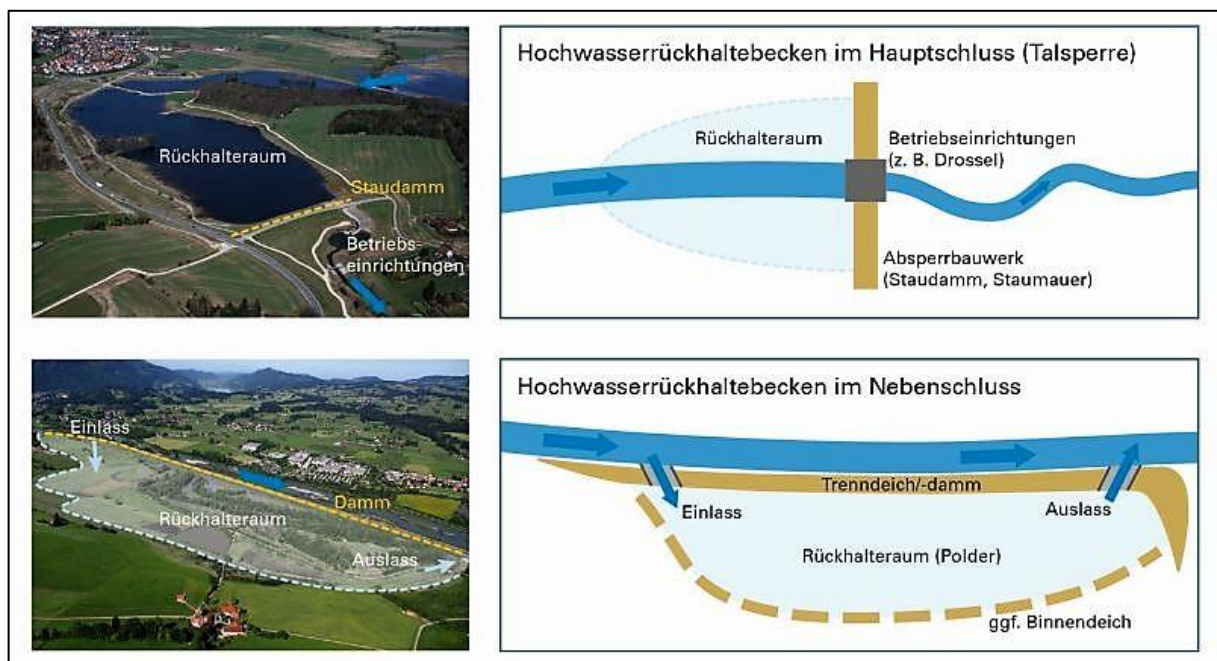 Rückhalteraum
Staudamm
Betriebs-
einrichtungen
Hochwasserrückhaltebecken im Hauptschluss (Talsperre)
Rückhalteraum
Betriebseinrichtungen
(z. B. Drossel)
Absperrbauwerk
(Staudamm, Staumauer)
Einlass
Damm
Rückhalteraum
Auslass
Hochwasserrückhaltebecken im Nebenschluss
Trenndeich/-damm
Einlass
Auslass
Rückhalteraum (Polder)
ggf. Binnendeich